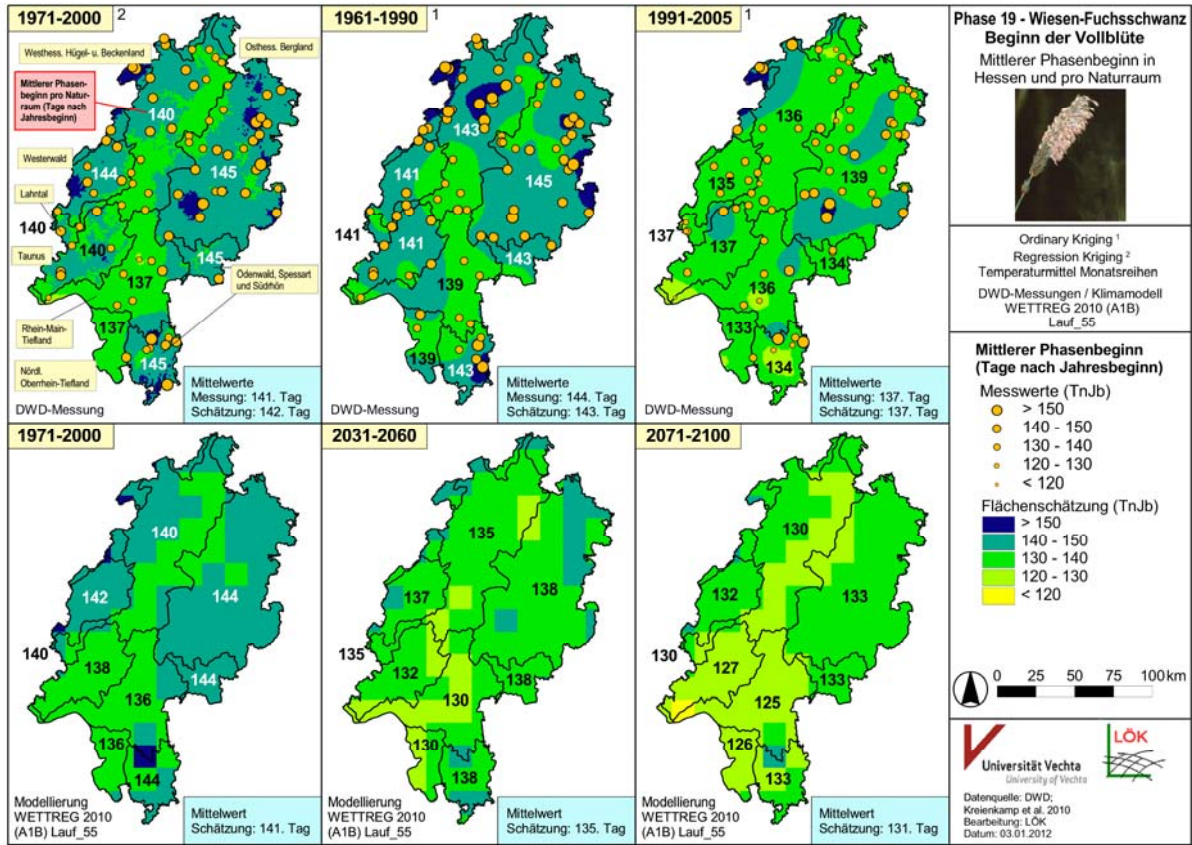 1971-2000 2
Westhess. Hügel- u. Beckenland
Osthess. Bergland
Mittlerer Phasen-
beginn pro Natur-
raum (Tage nach
Jahresbeginn)
140
Westerwald
144
145
Lahntal
140
140
Taunus
145
137
Odenwald, Spessart
und Südrhön
Rhein-Main-
Tiefland
137
145
Nördl.
Oberrhein-Tiefland
DWD-Messung
Mittelwerte
Messung: 141. Tag
Schätzung: 142. Tag
1961-1990 1
143
141
145
141
141
143
139
139
143
DWD-Messung
Mittelwerte
Messung: 144. Tag
Schätzung: 143. Tag
1991-2005 1
136
135
139
137
137
134
136
133
134
DWD-Messung
Mittelwerte
Messung: 137. Tag
Schätzung: 137. Tag
Phase 19 - Wiesen-Fuchsschwanz
Beginn der Vollblüte
Mittlerer Phasenbeginn in
Hessen und pro Naturraum
Ordinary Kriging 1
Regression Kriging 2
Temperaturmittel Monatsreihen
DWD-Messungen / Klimamodell
WETTREG 2010 (A1B)
Lauf_55
Mittlerer Phasenbeginn
(Tage nach Jahresbeginn)
Messwerte (TnJb)
> 150
140 - 150
130 - 140
120 - 130
< 120
Flächenschätzung (TnJb)
> 150
140 - 150
130 - 140
120 - 130
< 120
0 25 50 75 100 km
1971-2000
140
142
144
140
138
144
136
136
144
Modellierung
WETTREG 2010
(A1B) Lauf_55
Mittelwert
Schätzung: 141. Tag
2031-2060
135
137
138
135
132
138
130
130
138
Modellierung
WETTREG 2010
(A1B) Lauf_55
Mittelwert
Schätzung: 135. Tag
2071-2100
130
132
133
130
127
133
125
126
133
Modellierung
WETTREG 2010
(A1B) Lauf_55
Mittelwert
Schätzung: 131. Tag
Universität Vechta
University of Vechta
LÖK
Datenquelle: DWD;
Kreienkamp et al. 2010
Bearbeitung: LÖK
Datum: 03.01.2012